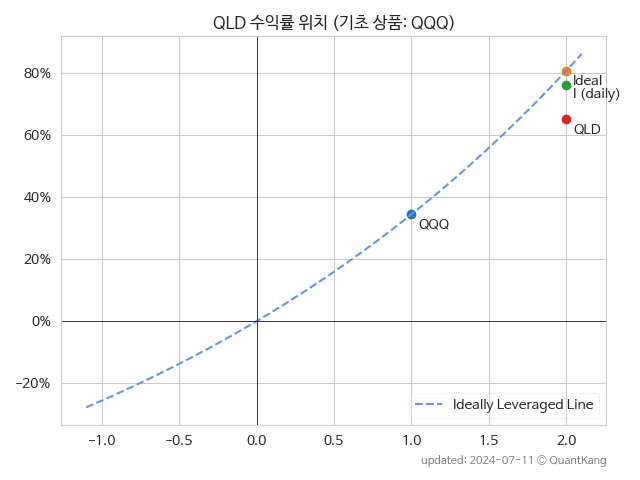 QLD 수익률 위치 (기초 상품: QQQ)
80%
60%
40%
20%
0%
−20%
Ideal
I (daily)
QLD
QQQ
Ideally Leveraged Line
−1.0
−0.5
0.0
0.5
1.0
1.5
2.0
updated: 2024-07-11 © QuantKang